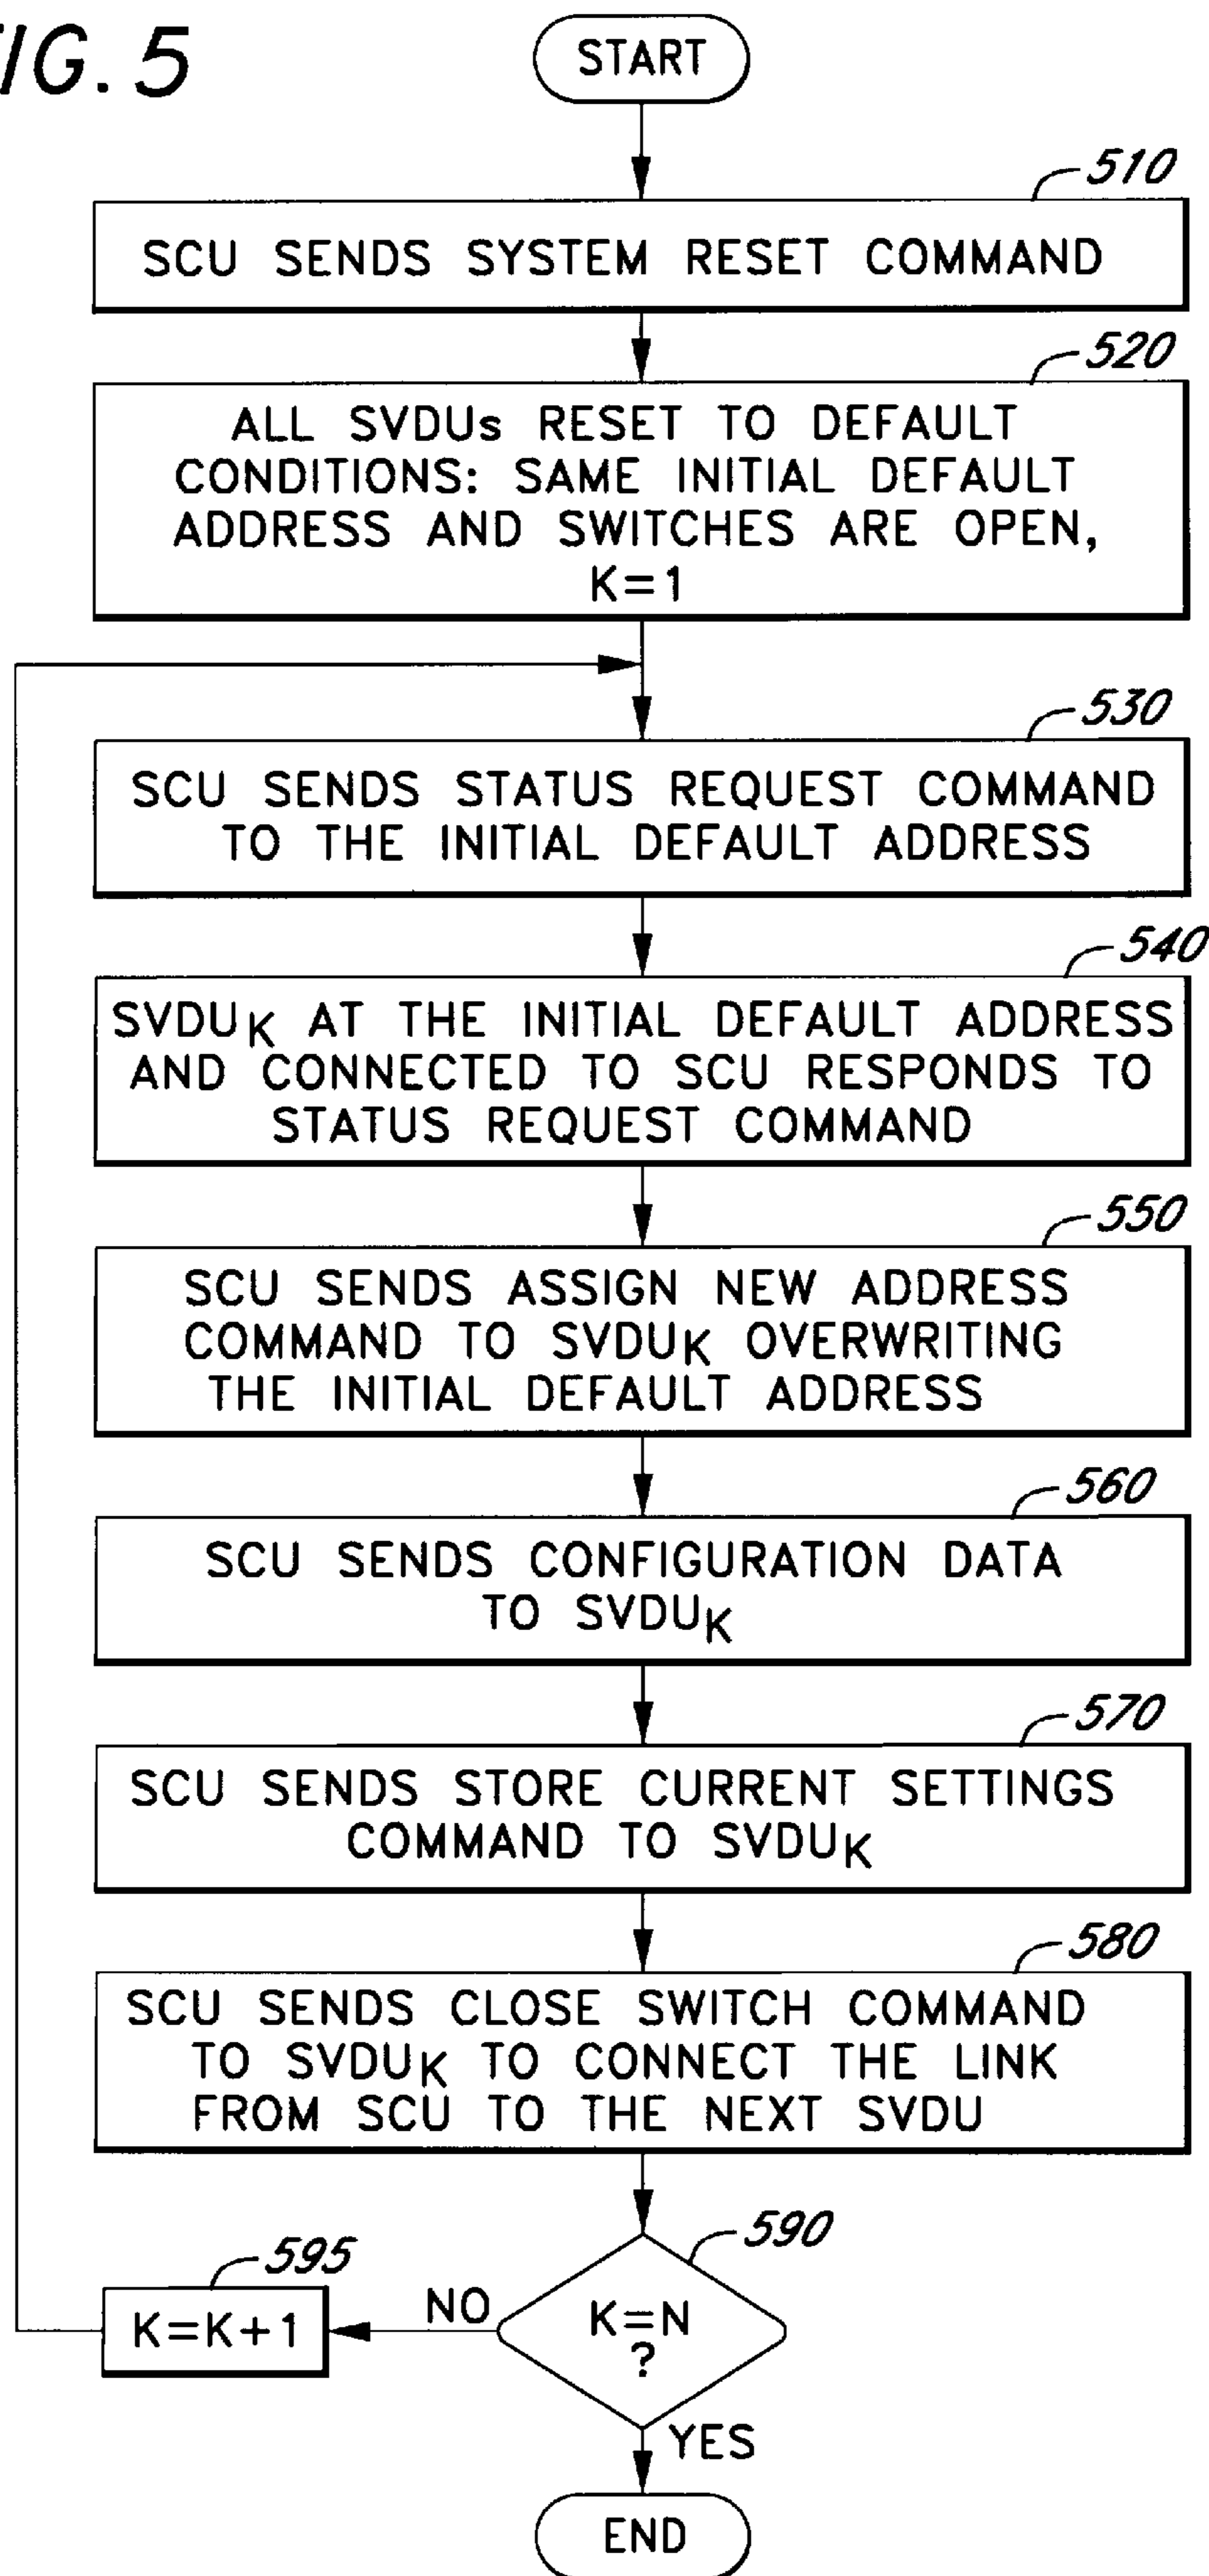 FIG. 5
START
510
SCU SENDS SYSTEM RESET COMMAND
520
ALL SVDUs RESET TO DEFAULT
CONDITIONS: SAME INITIAL DEFAULT
ADDRESS AND SWITCHES ARE OPEN,
K=1
530
SCU SENDS STATUS REQUEST COMMAND
TO THE INITIAL DEFAULT ADDRESS
540
SVDUK AT THE INITIAL DEFAULT ADDRESS
AND CONNECTED TO SCU RESPONDS TO
STATUS REQUEST COMMAND
550
SCU SENDS ASSIGN NEW ADDRESS
COMMAND TO SVDUK OVERWRITING
THE INITIAL DEFAULT ADDRESS
560
SCU SENDS CONFIGURATION DATA
TO SVDUK
570
SCU SENDS STORE CURRENT SETTINGS
COMMAND TO SVDUK
580
SCU SENDS CLOSE SWITCH COMMAND
TO SVDUK TO CONNECT THE LINK
FROM SCU TO THE NEXT SVDU
590
595
K=N
?
NO
K=K+1
YES
END